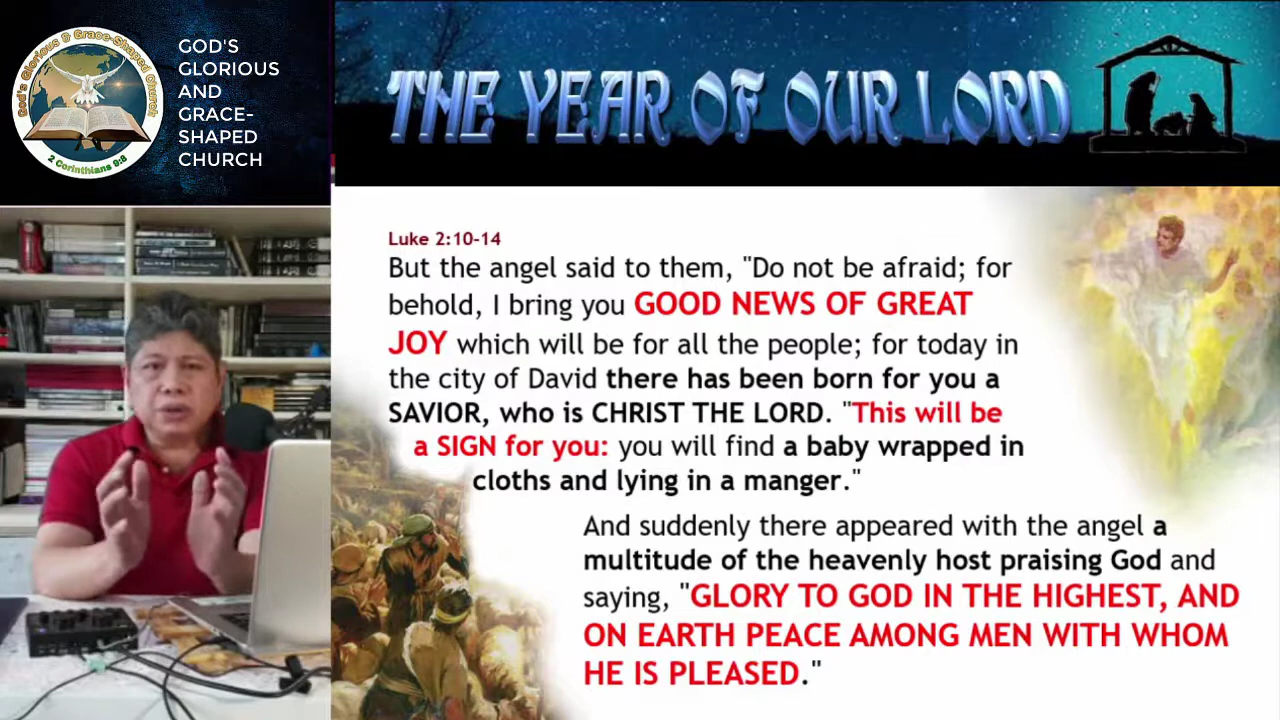 God's Glorious & Grace-Shaped Church
2 Corinthians 9:8
GOD'S
GLORIOUS
AND
GRACE-
SHAPED
CHURCH
THE YEAR OF OUR LORD
Luke 2:10-14
But the angel said to them, "Do not be afraid; for
behold, I bring you GOOD NEWS OF GREAT
JOY which will be for all the people; for today in
the city of David there has been born for you a
SAVIOR, who is CHRIST THE LORD. "This will be
a SIGN for you: you will find a baby wrapped in
cloths and lying in a manger."
And suddenly there appeared with the angel a
multitude of the heavenly host praising God and
saying, "GLORY TO GOD IN THE HIGHEST, AND
ON EARTH PEACE AMONG MEN WITH WHOM
HE IS PLEASED."